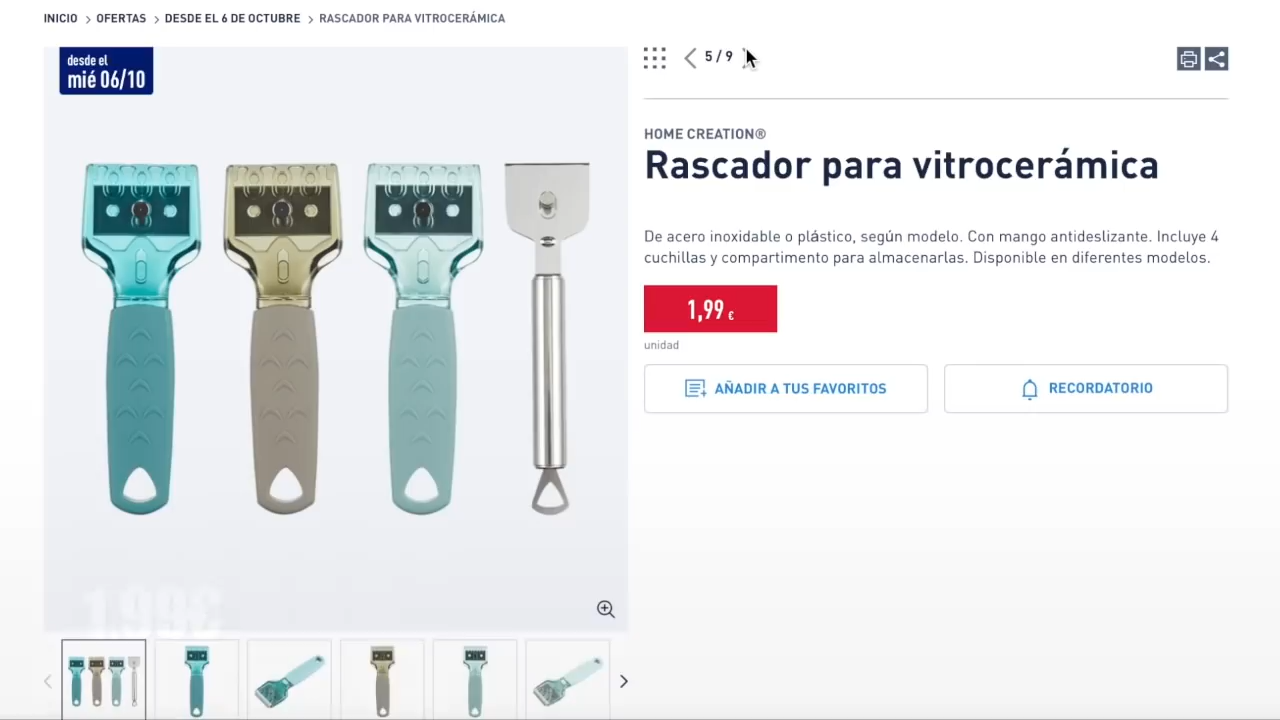 INICIO > OFERTAS > DESDE EL 6 DE OCTUBRE > RASCADOR PARA VITROCERÁMICA
desde el
mié 06/10
5 / 9
HOME CREATION®
Rascador para vitrocerámica
De acero inoxidable o plástico, según modelo. Con mango antideslizante. Incluye 4
cuchillas y compartimento para almacenarlas. Disponible en diferentes modelos.
1,99 €
unidad
AÑADIR A TUS FAVORITOS
RECORDATORIO
1,99€